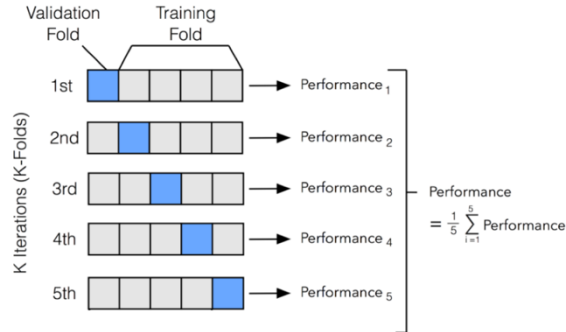 Validation
Fold
Training
Fold
K Iterations (K-Folds)
1st
Performance 1
2nd
Performance 2
3rd
Performance 3
4th
Performance 4
5th
Performance 5
Performance
= 1/5 5 ∑ i=1 Performance